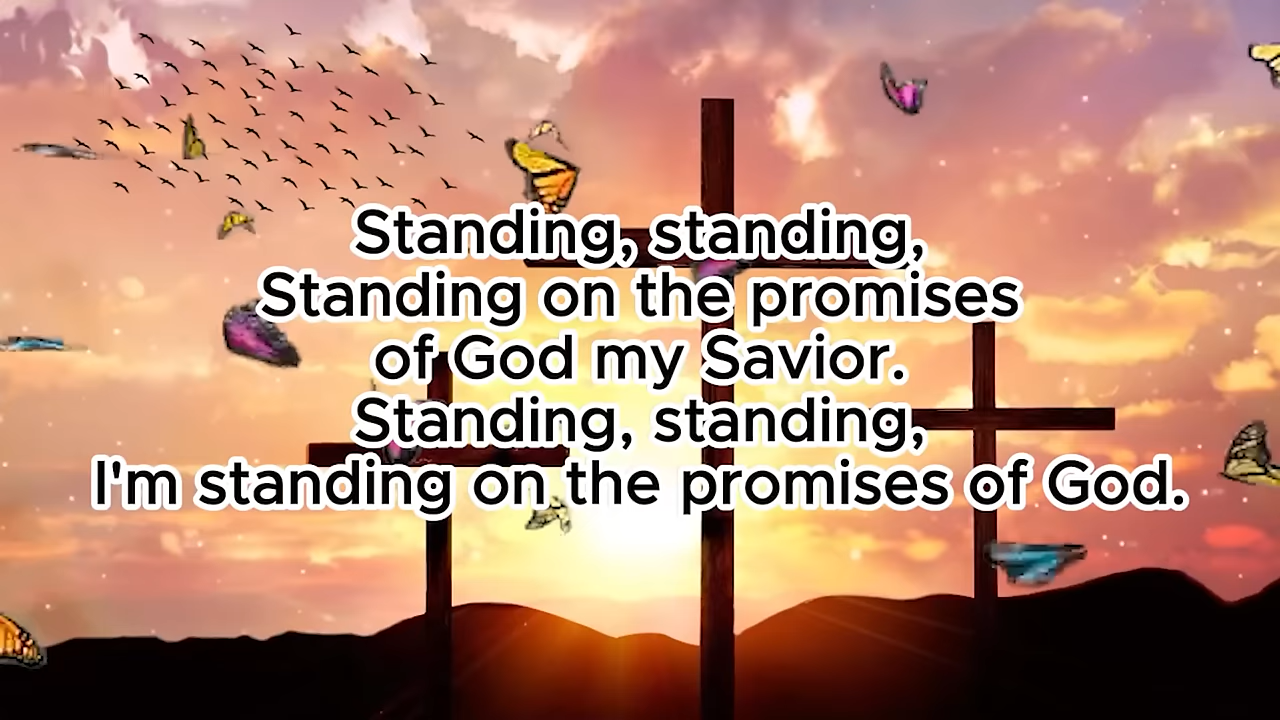 Standing, standing,
Standing on the promises
of God my Savior.
Standing, standing,
I'm standing on the promises of God.